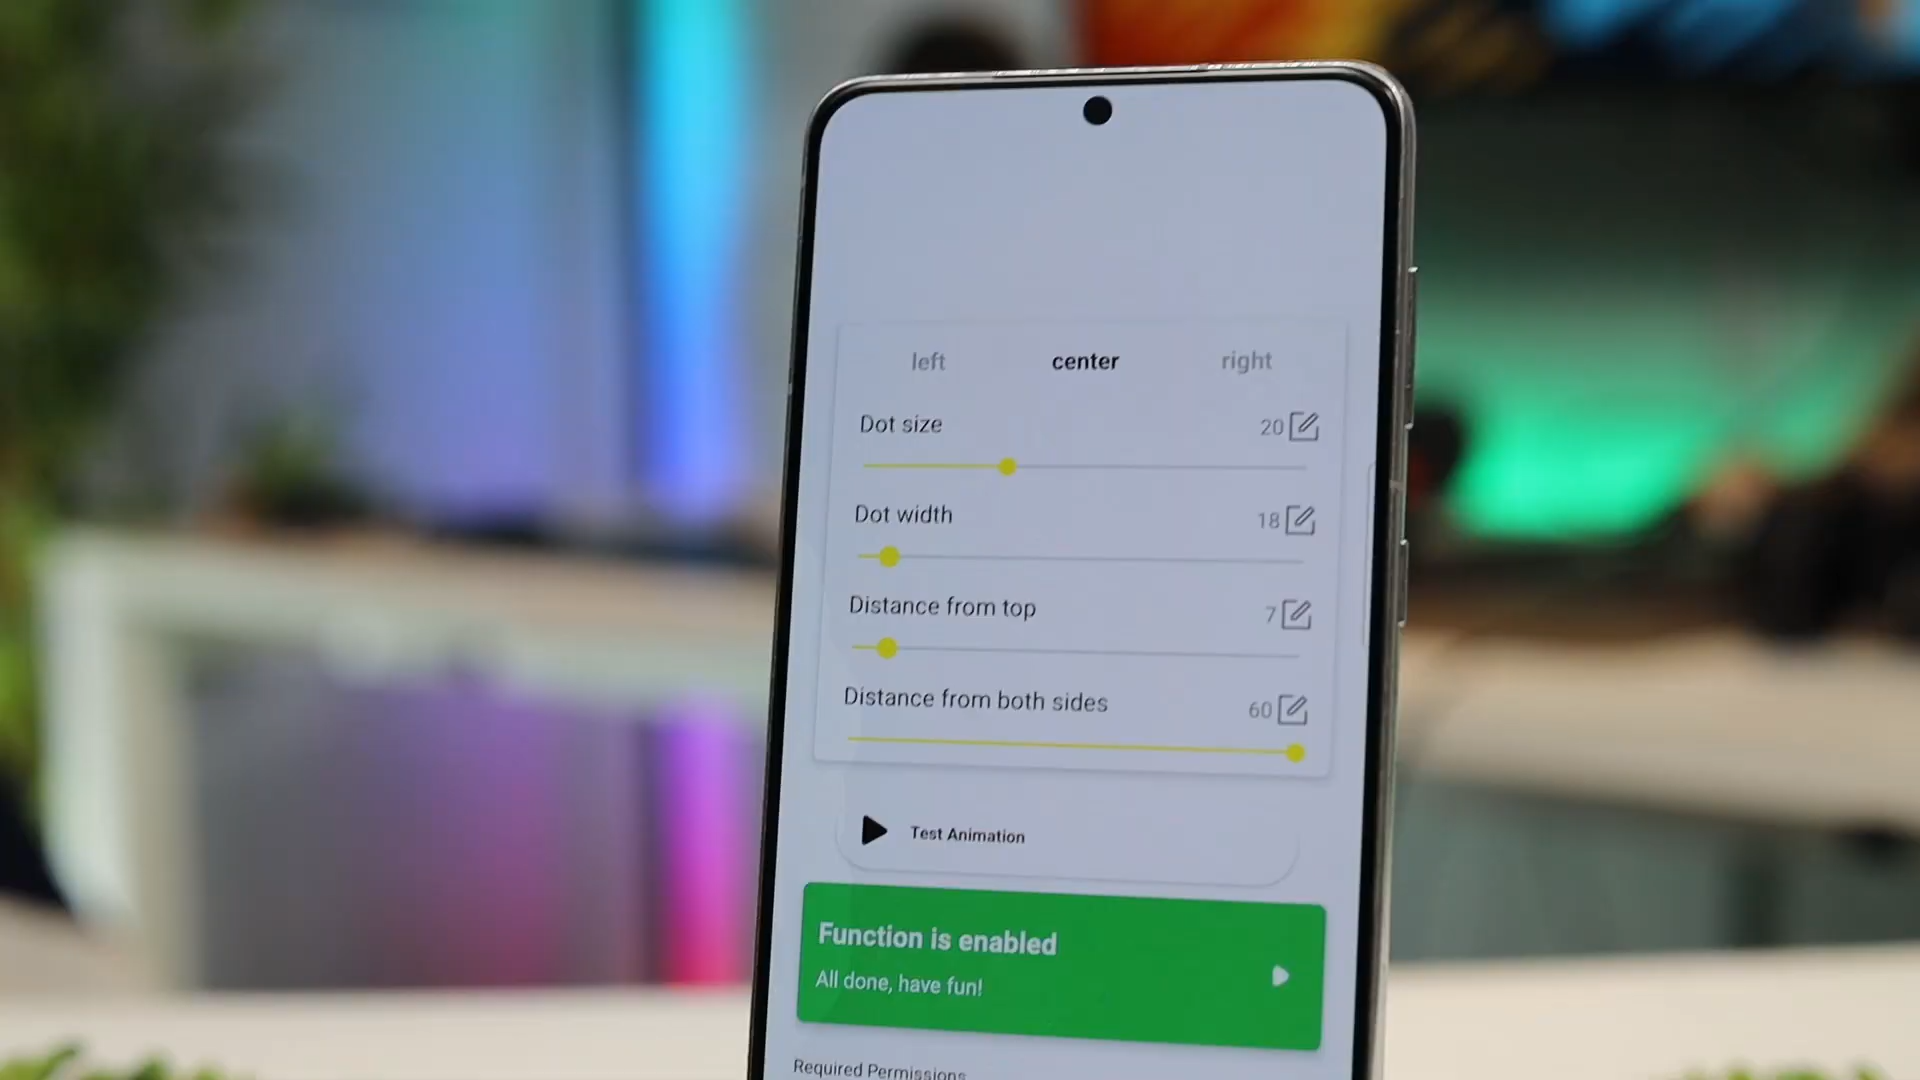 left center right
Dot size 20
Dot width 18
Distance from top 7
Distance from both sides 60
Test Animation
Function is enabled
All done, have fun!
Required Permissions